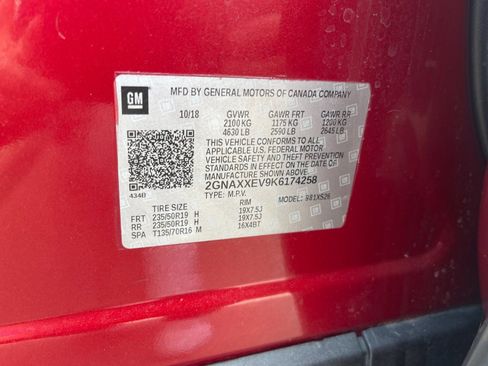 MFD BY GENERAL MOTORS OF CANADA COMPANY
GM
10/18 GVWR GAWR FRT GAWR RR
2100 KG 1175 KG 1200 KG
4630 LB 2590 LB 2645 LB
THIS VEHICLE CONFORMS TO ALL
APPLICABLE U.S. FEDERAL MOTOR
VEHICLE SAFETY AND THEFT PREVENTION
STANDARDS IN EFFECT ON THE DATE OF
MANUFACTURE SHOWN ABOVE.
2GNAXXEV9K6174258
434B TYPE: M.P.V. MODEL: 981XS26
TIRE SIZE RIM
FRT 235/50R19 H 19X7.5J
RR 235/50R19 H 19X7.5J
SPA T135/70R16 M 16X4BT